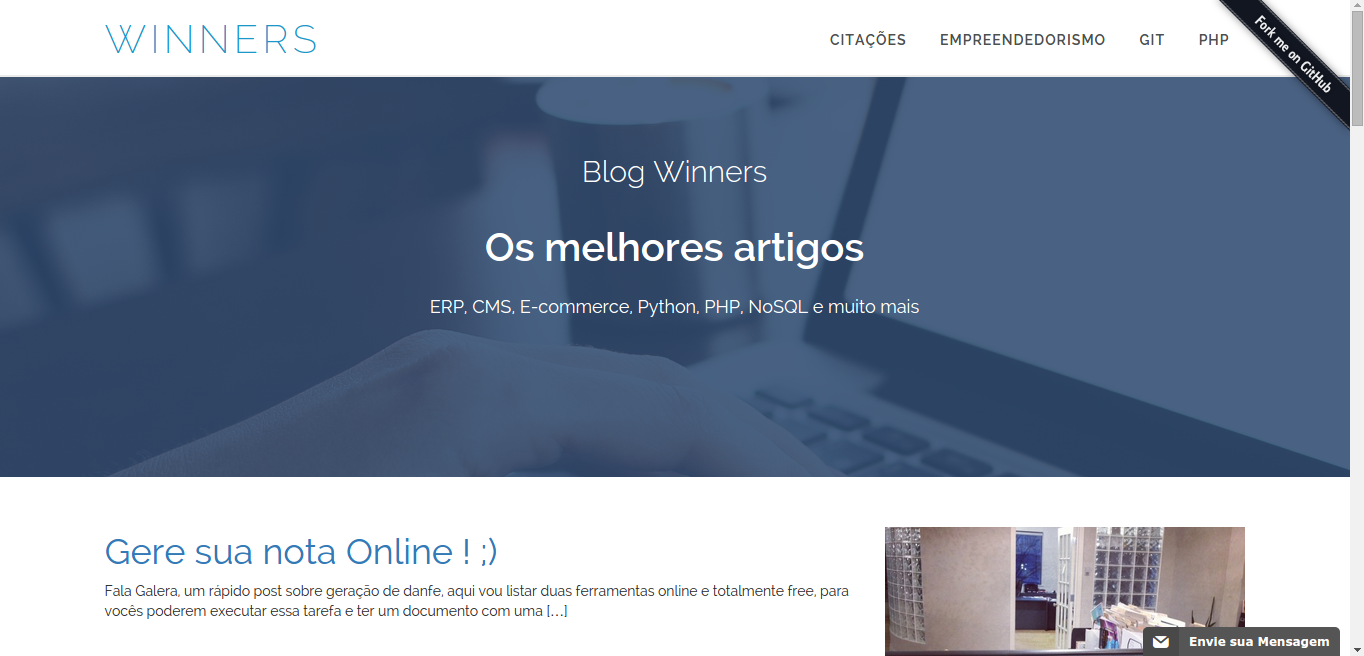 WINNERS
CITAÇÕES
EMPREENDEDORISMO
GIT
PHP
Fork me on GitHub
Blog Winners
Os melhores artigos
ERP, CMS, E-commerce, Python, PHP, NoSQL e muito mais
Gere sua nota Online ! ;)
Fala Galera, um rápido post sobre geração de danfe, aqui vou listar duas ferramentas online e totalmente free, para
vocês poderem executar essa tarefa e ter um documento com uma […]
Envie sua Mensagem